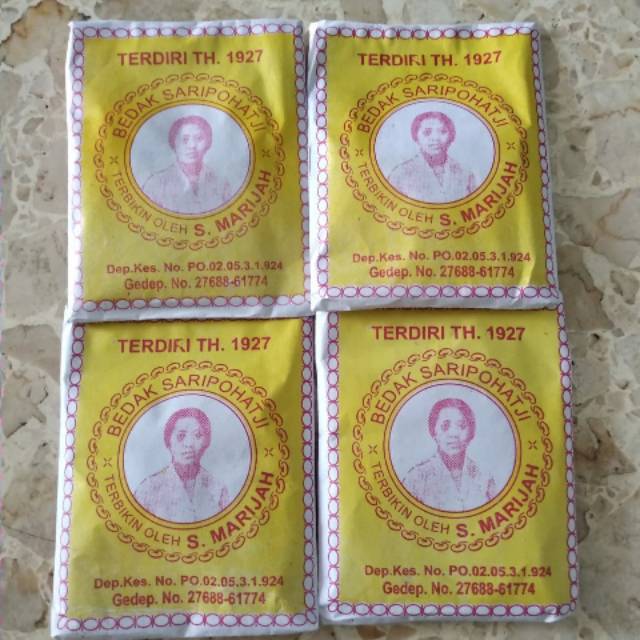 TERDIRI TH. 1927
BEDAK SARIPOHATJI
TERBIKIN OLEH S. MARIJAH
Dep.Kes. No. PO.02.05.3.1.924
Gedep. No. 27688-61774
TERDIRI TH. 1927
BEDAK SARIPOHATJI
TERBIKIN OLEH S. MARIJAH
Dep.Kes. No. PO.02.05.3.1.924
Gedep. No. 27688-61774
TERDIRI TH. 1927
BEDAK SARIPOHATJI
TERBIKIN OLEH S. MARIJAH
Dep.Kes. No. PO.02.05.3.1.924
Gedep. No. 27688-61774
TERDIRI TH. 1927
BEDAK SARIPOHATJI
TERBIKIN OLEH S. MARIJAH
Dep.Kes. No. PO.02.05.3.1.924
Gedep. No. 27688-61774